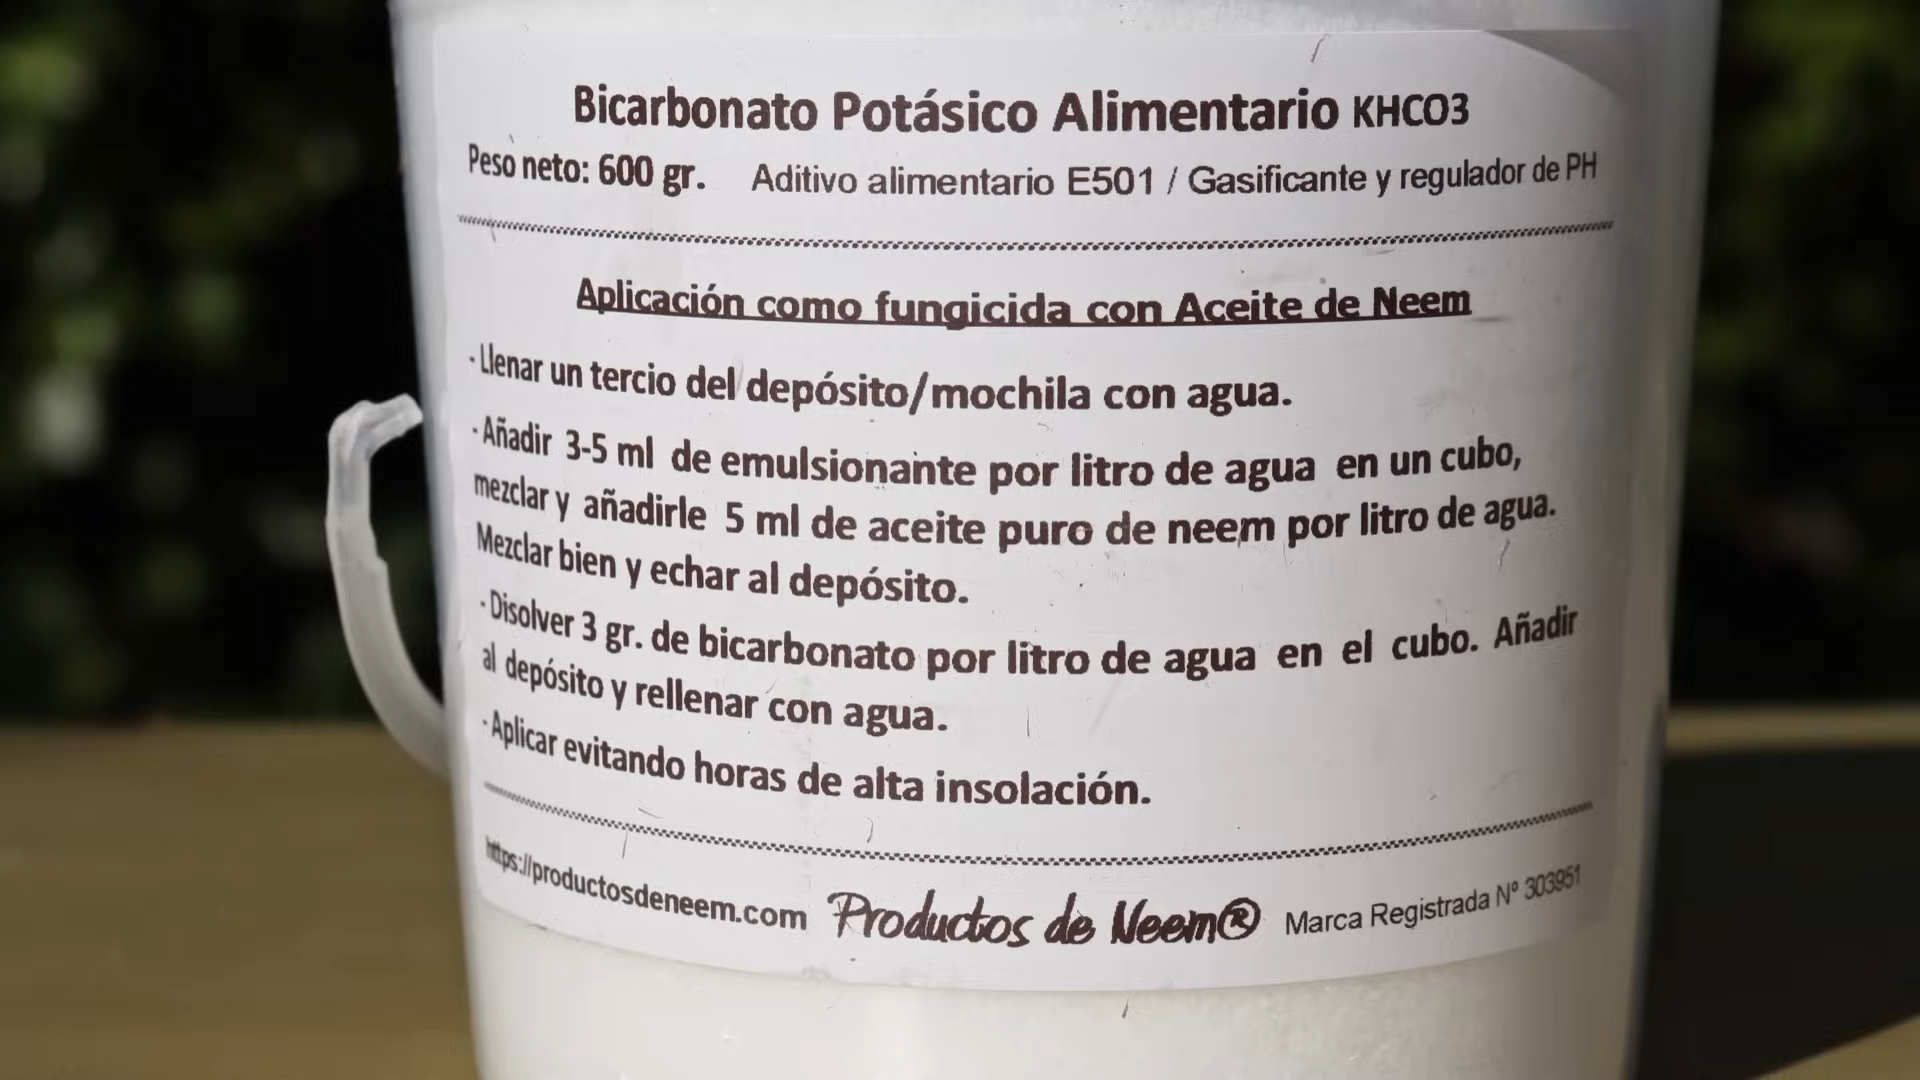 Bicarbonato Potásico Alimentario KHCO3
Peso neto: 600 gr. Aditivo alimentario E501 / Gasificante y regulador de PH
Aplicación como fungicida con Aceite de Neem
- Llenar un tercio del depósito/mochila con agua.
- Añadir 3-5 ml de emulsionante por litro de agua en un cubo,
mezclar y añadirle 5 ml de aceite puro de neem por litro de agua.
Mezclar bien y echar al depósito.
- Disolver 3 gr. de bicarbonato por litro de agua en el cubo. Añadir
al depósito y rellenar con agua.
- Aplicar evitando horas de alta insolación.
https://productosdeneem.com Productos de Neem® Marca Registrada Nº 303951